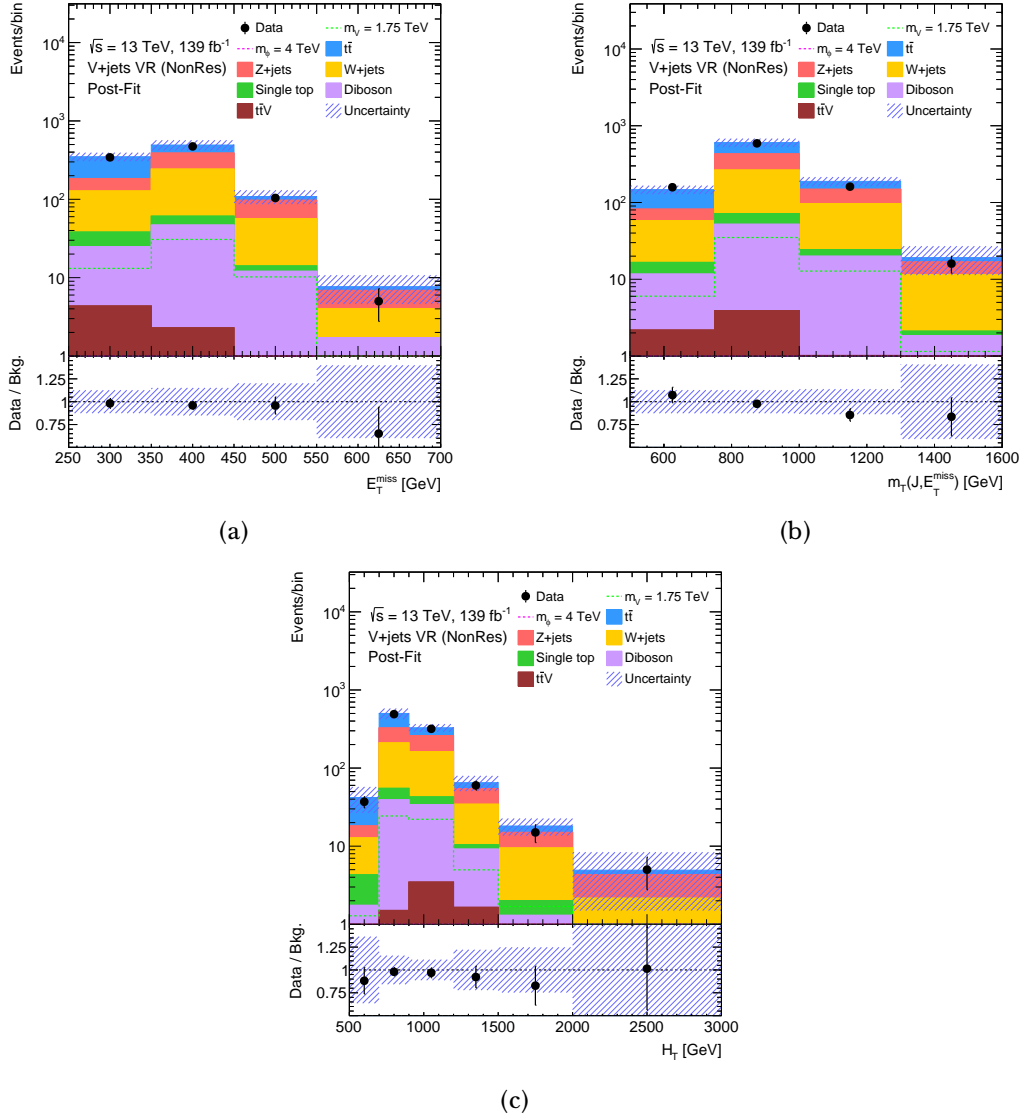 Events/bin
10⁴
10³
10²
10
1
√s = 13 TeV, 139 fb⁻¹
V+jets VR (NonRes)
Post-Fit
Data
m_V = 1.75 TeV
m_ϕ = 4 TeV
tt̄
Z+jets
W+jets
Single top
Diboson
tt̄V
Uncertainty
Data / Bkg.
1.25
1
0.75
250 300 350 400 450 500 550 600 650 700
E_T^miss [GeV]
(a)
Events/bin
10⁴
10³
10²
10
1
√s = 13 TeV, 139 fb⁻¹
V+jets VR (NonRes)
Post-Fit
Data
m_V = 1.75 TeV
m_ϕ = 4 TeV
tt̄
Z+jets
W+jets
Single top
Diboson
tt̄V
Uncertainty
Data / Bkg.
1.25
1
0.75
600 800 1000 1200 1400 1600
m_T(J,E_T^miss) [GeV]
(b)
Events/bin
10⁴
10³
10²
10
1
√s = 13 TeV, 139 fb⁻¹
V+jets VR (NonRes)
Post-Fit
Data
m_V = 1.75 TeV
m_ϕ = 4 TeV
tt̄
Z+jets
W+jets
Single top
Diboson
tt̄V
Uncertainty
Data / Bkg.
1.25
1
0.75
500 1000 1500 2000 2500 3000
H_T [GeV]
(c)